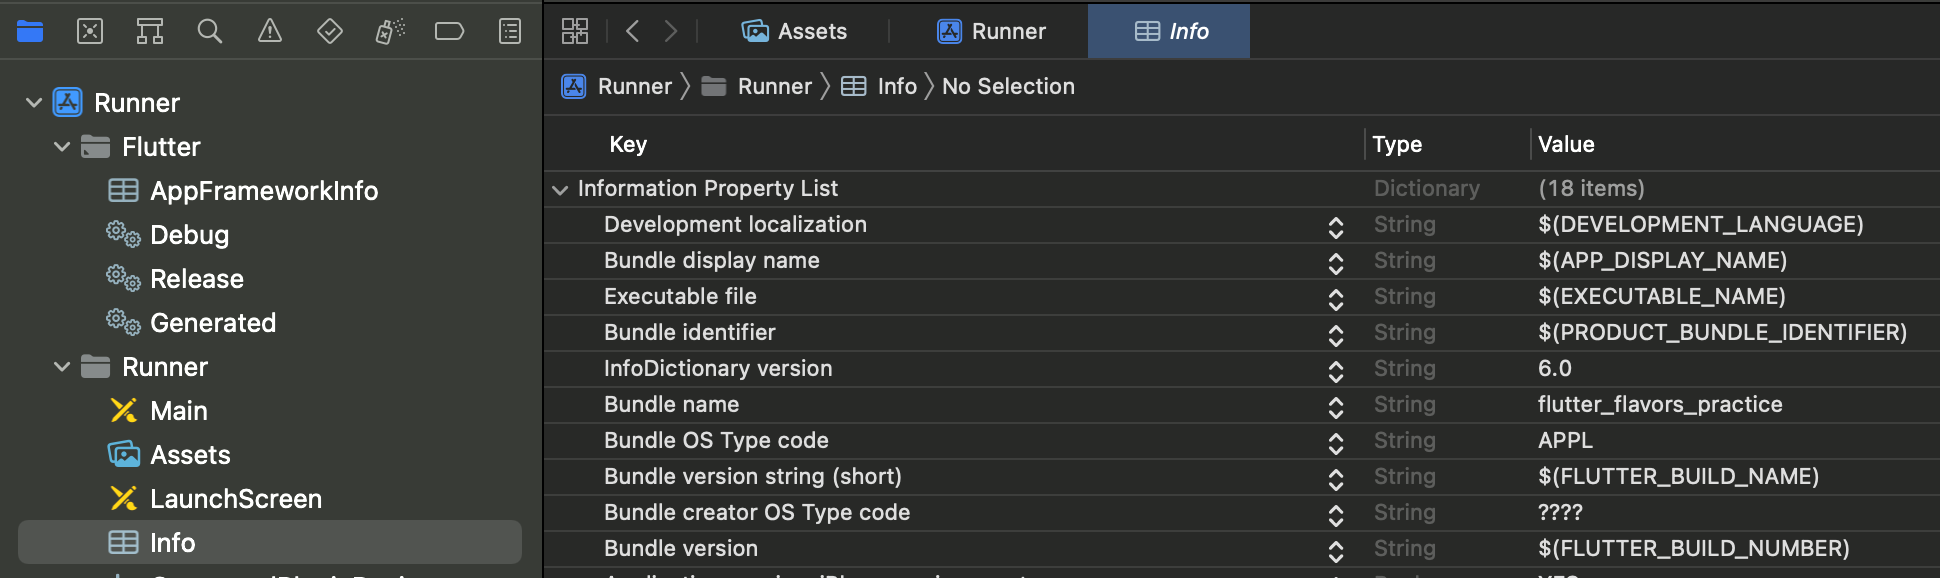 Assets
Runner
Info
Runner
Runner
Info
No Selection
Runner
Flutter
AppFrameworkInfo
Debug
Release
Generated
Runner
Main
Assets
LaunchScreen
Info
Key Type Value
Information Property List Dictionary (18 items)
Development localization String $(DEVELOPMENT_LANGUAGE)
Bundle display name String $(APP_DISPLAY_NAME)
Executable file String $(EXECUTABLE_NAME)
Bundle identifier String $(PRODUCT_BUNDLE_IDENTIFIER)
InfoDictionary version String 6.0
Bundle name String flutter_flavors_practice
Bundle OS Type code String APPL
Bundle version string (short) String $(FLUTTER_BUILD_NAME)
Bundle creator OS Type code String ????
Bundle version String $(FLUTTER_BUILD_NUMBER)